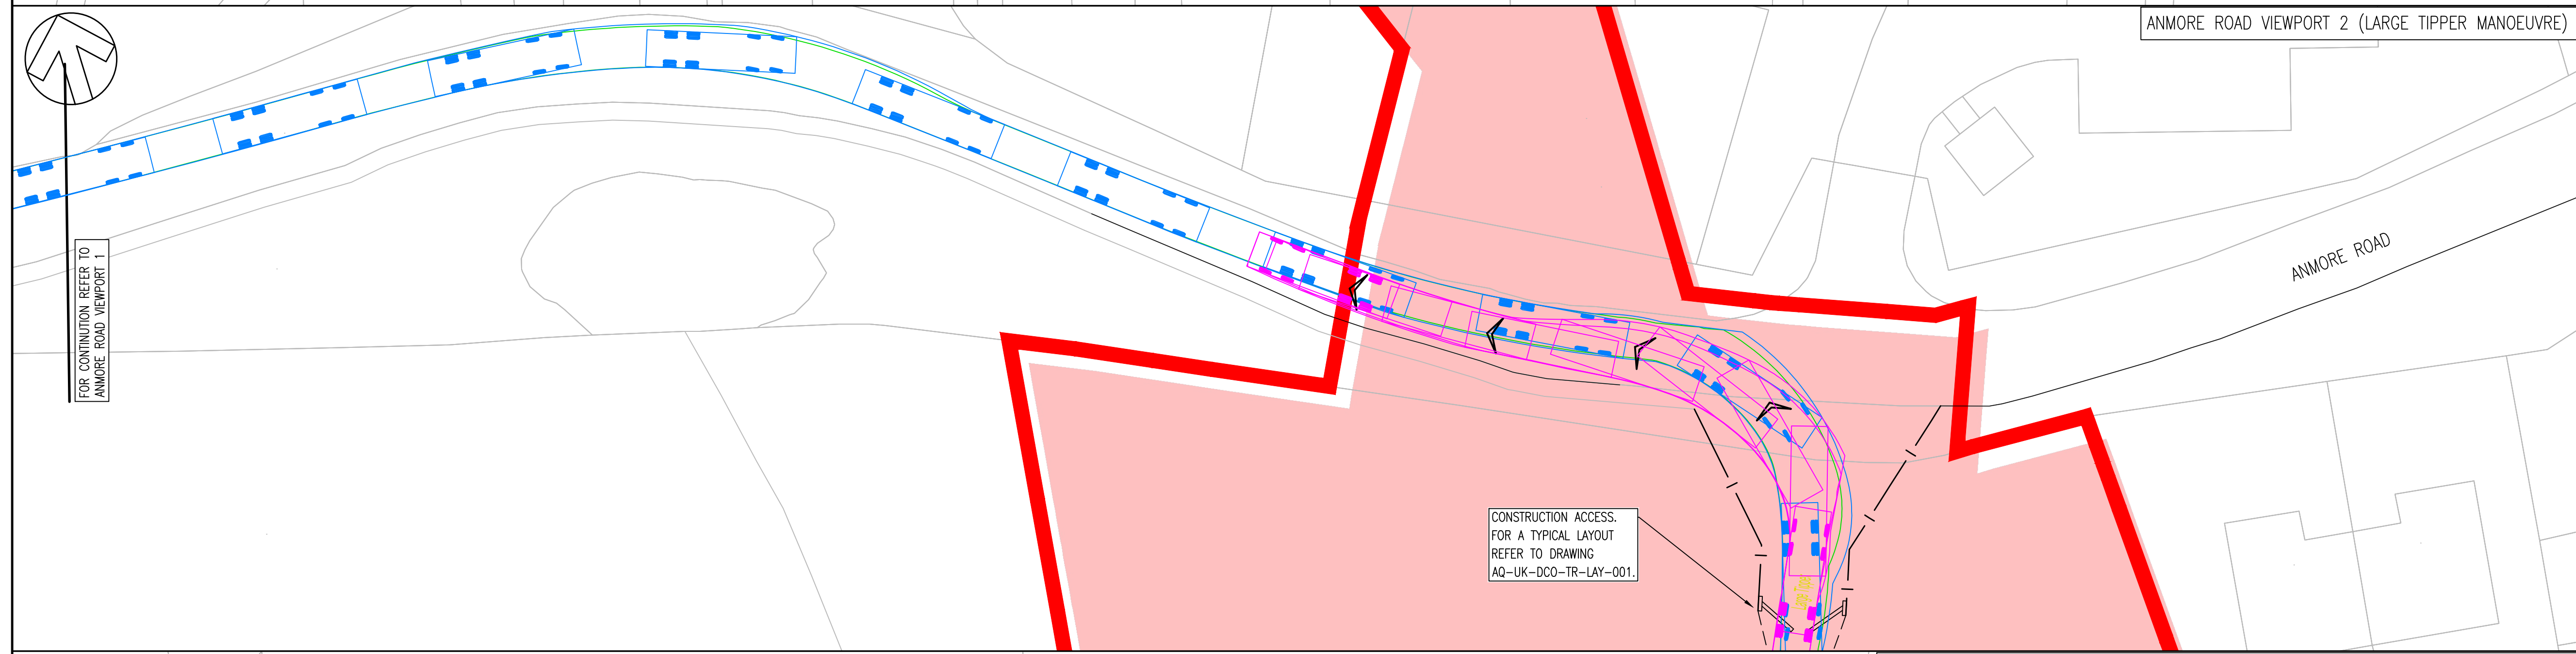 ANMORE ROAD VIEWPORT 2 (LARGE TIPPER MANOEUVRE)
FOR CONTINUTION REFER TO
ANMORE ROAD VIEWPORT 1
ANMORE ROAD
CONSTRUCTION ACCESS.
FOR A TYPICAL LAYOUT
REFER TO DRAWING
AQ-UK-DCO-TR-LAY-001.